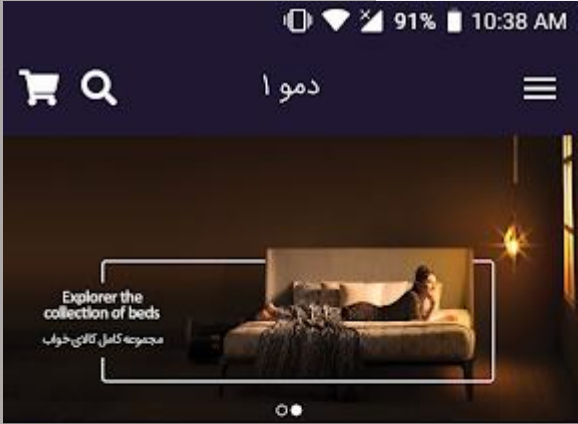 91% 10:38 AM
دمو ۱
Explorer the
collection of beds
مجموعه کامل کالای خواب